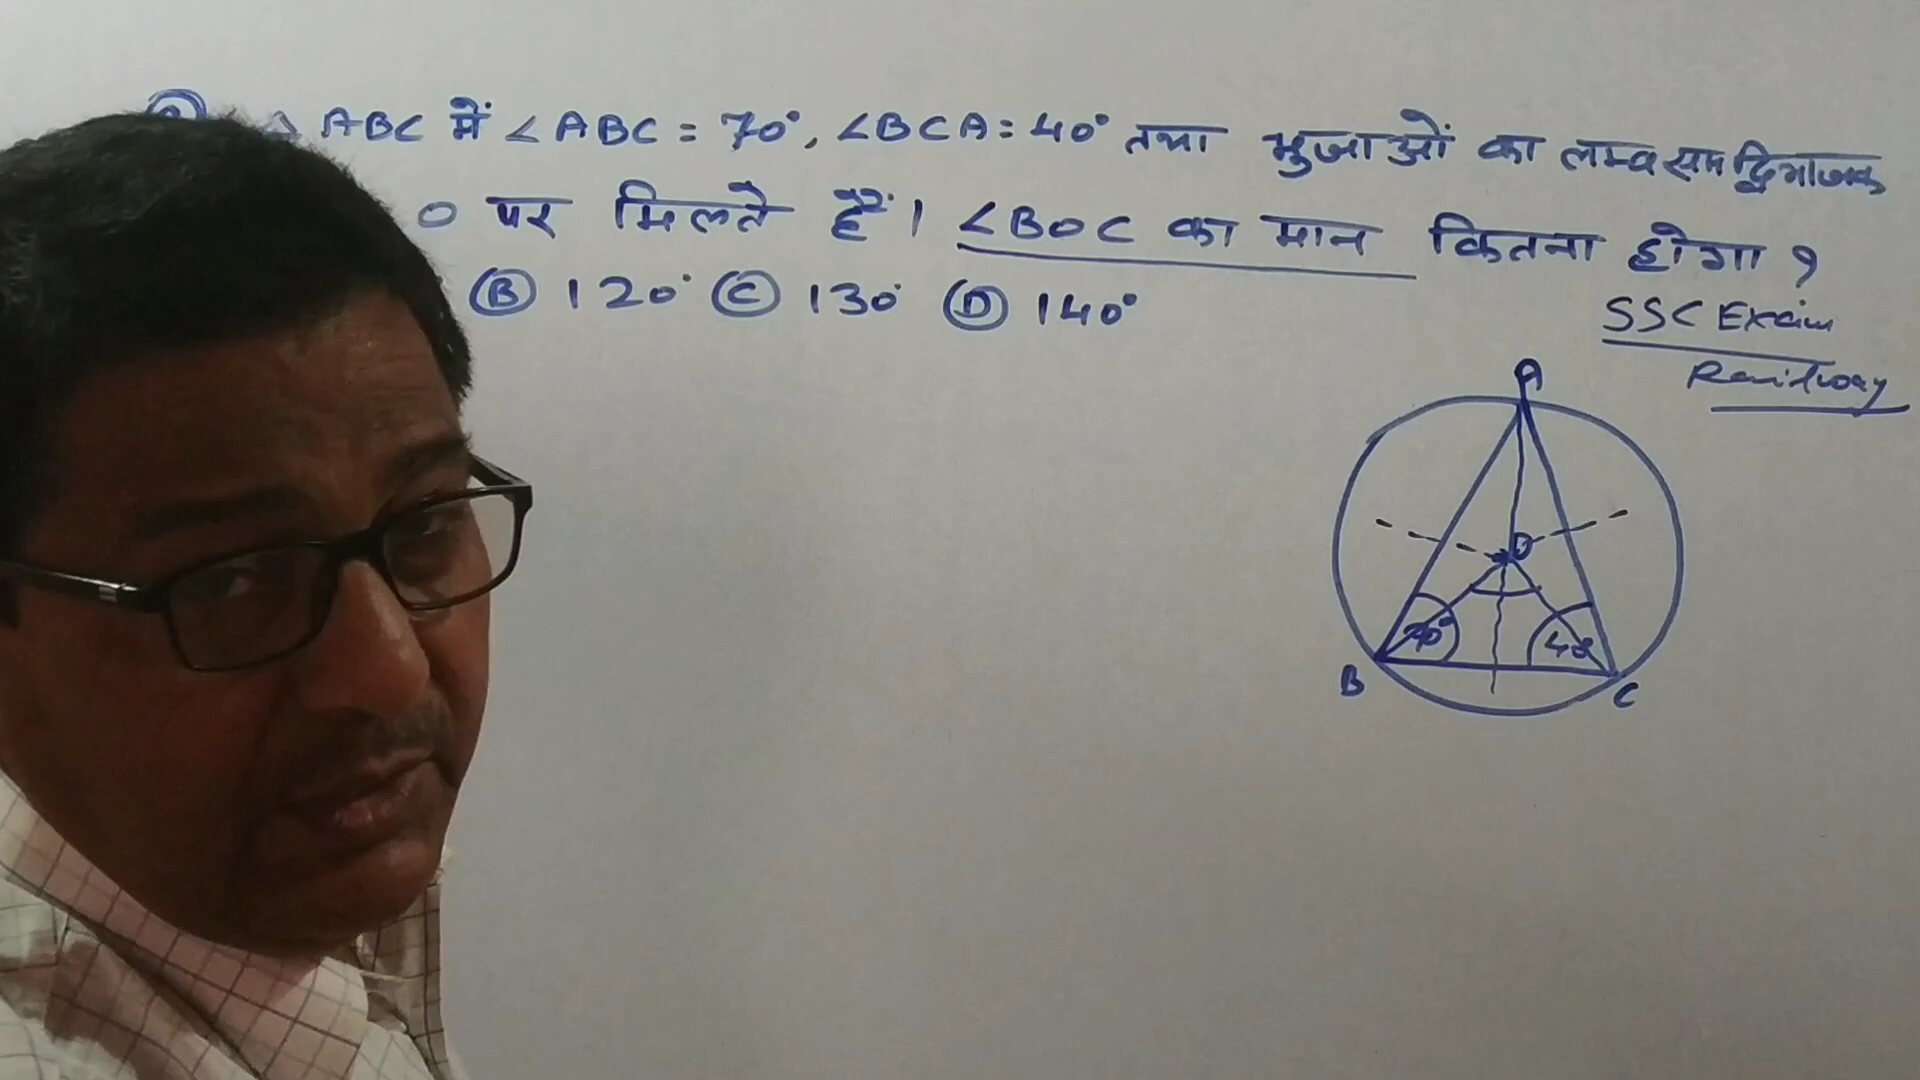 △ ABC में ∠ABC = 70°, ∠BCA = 40° तथा भुजाओं का लम्ब सम द्विभाजक
O पर मिलते हैं। ∠BOC का मान कितना होगा ?
Ⓑ 120° Ⓒ 130° Ⓓ 140°
SSC Exam
Railway
A
O
70°
40
B
C